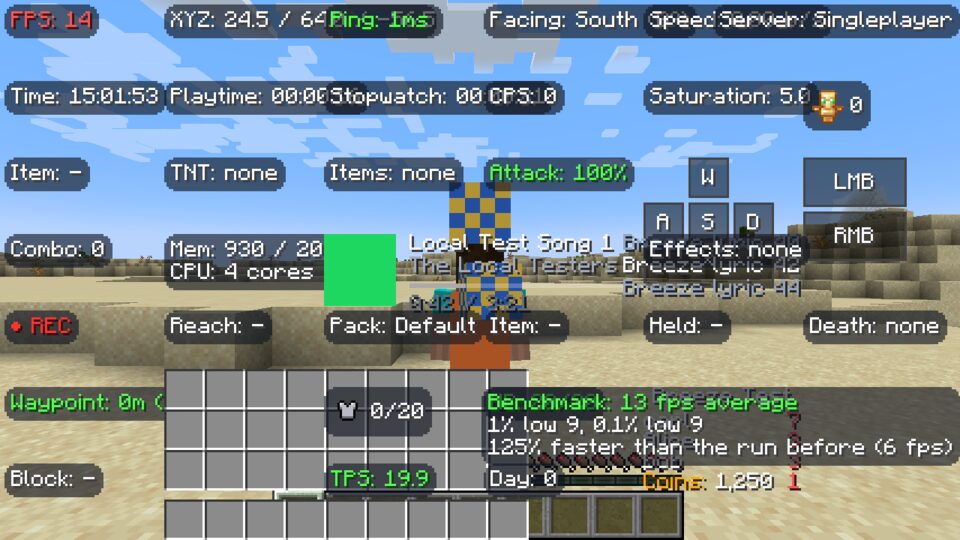 FPS: 14
XYZ: 24.5 / 64
Ping: 1ms
Facing: South
Speed
Server: Singleplayer
Time: 15:01:53
Playtime: 00:00
Stopwatch: 00
CPS: 0
Saturation: 5.0
0
Item: -
TNT: none
Items: none
Attack: 100%
W
LMB
A S D
RMB
Combo: 0
Mem: 930 / 20
CPU: 4 cores
Local Test Song 1
The Local Testers
0:42 / 2:21
Effects: none
Breeze lyric 42
Breeze lyric 44
● REC
Reach: -
Pack: Default
Item: -
Held: -
Death: none
Waypoint: 0m (
0/20
Benchmark: 13 fps average
1% low 9, 0.1% low 9
125% faster than the run before (6 fps)
Block: -
TPS: 19.9
Day: 0
Coins: 1,250
1